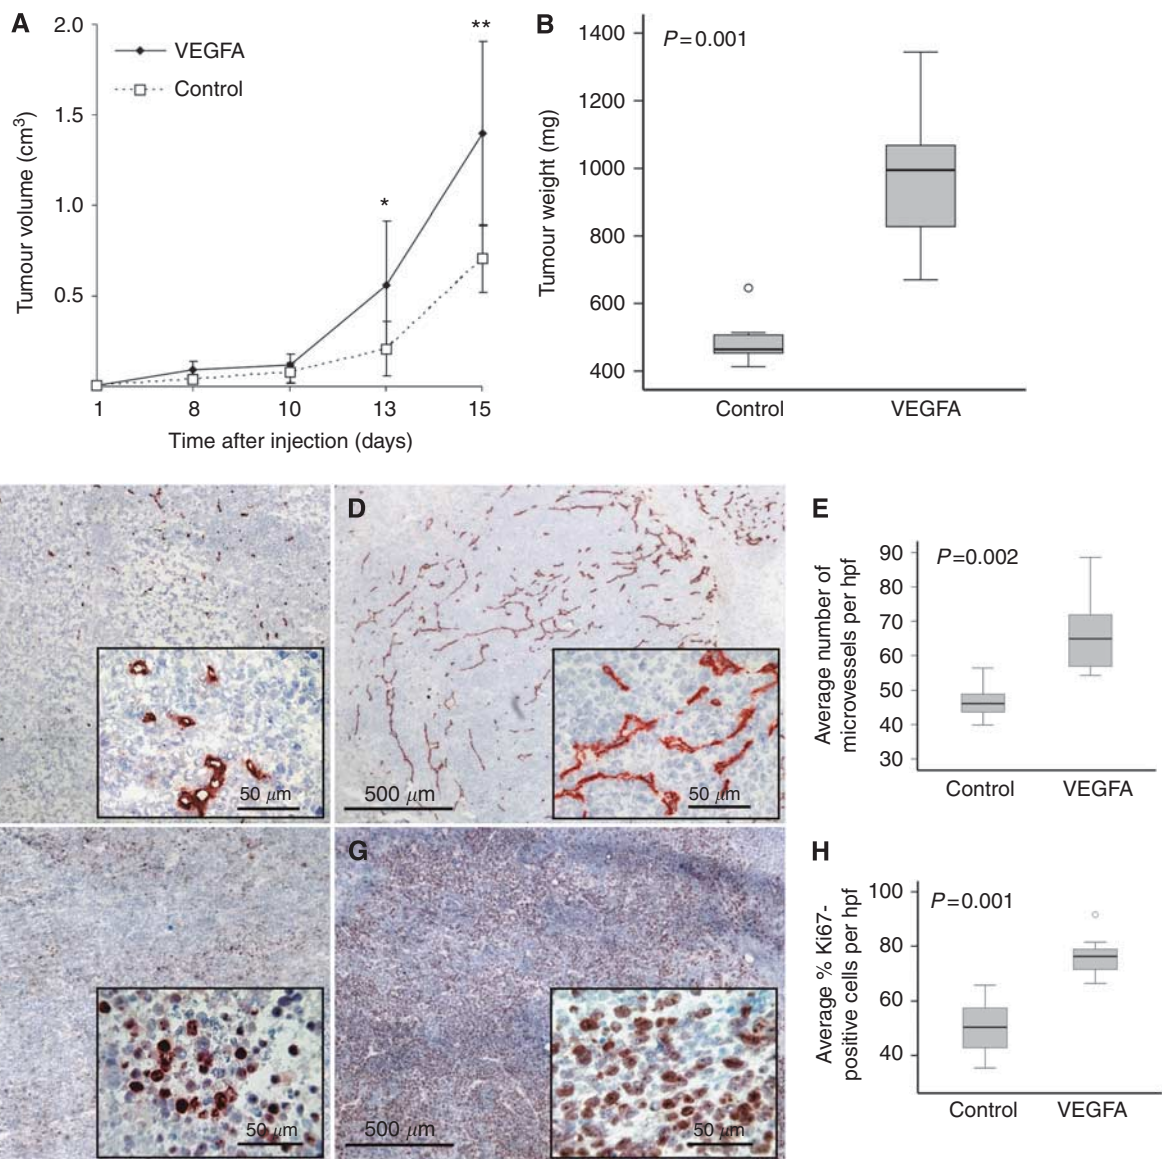 A
2.0
1.5
1.0
0.5
Tumour volume (cm³)
VEGFA
Control
*
**
1 8 10 13 15
Time after injection (days)
B
1400
1200
1000
800
600
400
Tumour weight (mg)
P=0.001
Control VEGFA
50 μm
D
500 μm
50 μm
E
90
80
70
60
50
40
30
Average number of
microvessels per hpf
P=0.002
Control VEGFA
50 μm
G
500 μm
50 μm
H
100
80
60
40
Average % Ki67-
positive cells per hpf
P=0.001
Control VEGFA